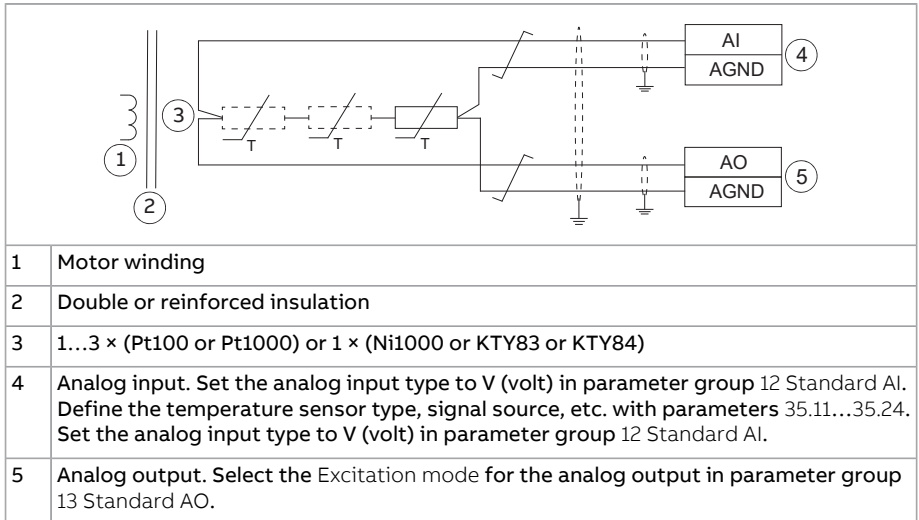 AI
AGND
4
3
T
T
T
1
2
AO
AGND
5
1 Motor winding
2 Double or reinforced insulation
3 1…3 × (Pt100 or Pt1000) or 1 × (Ni1000 or KTY83 or KTY84)
4 Analog input. Set the analog input type to V (volt) in parameter group 12 Standard AI.
Define the temperature sensor type, signal source, etc. with parameters 35.11…35.24.
Set the analog input type to V (volt) in parameter group 12 Standard AI.
5 Analog output. Select the Excitation mode for the analog output in parameter group
13 Standard AO.